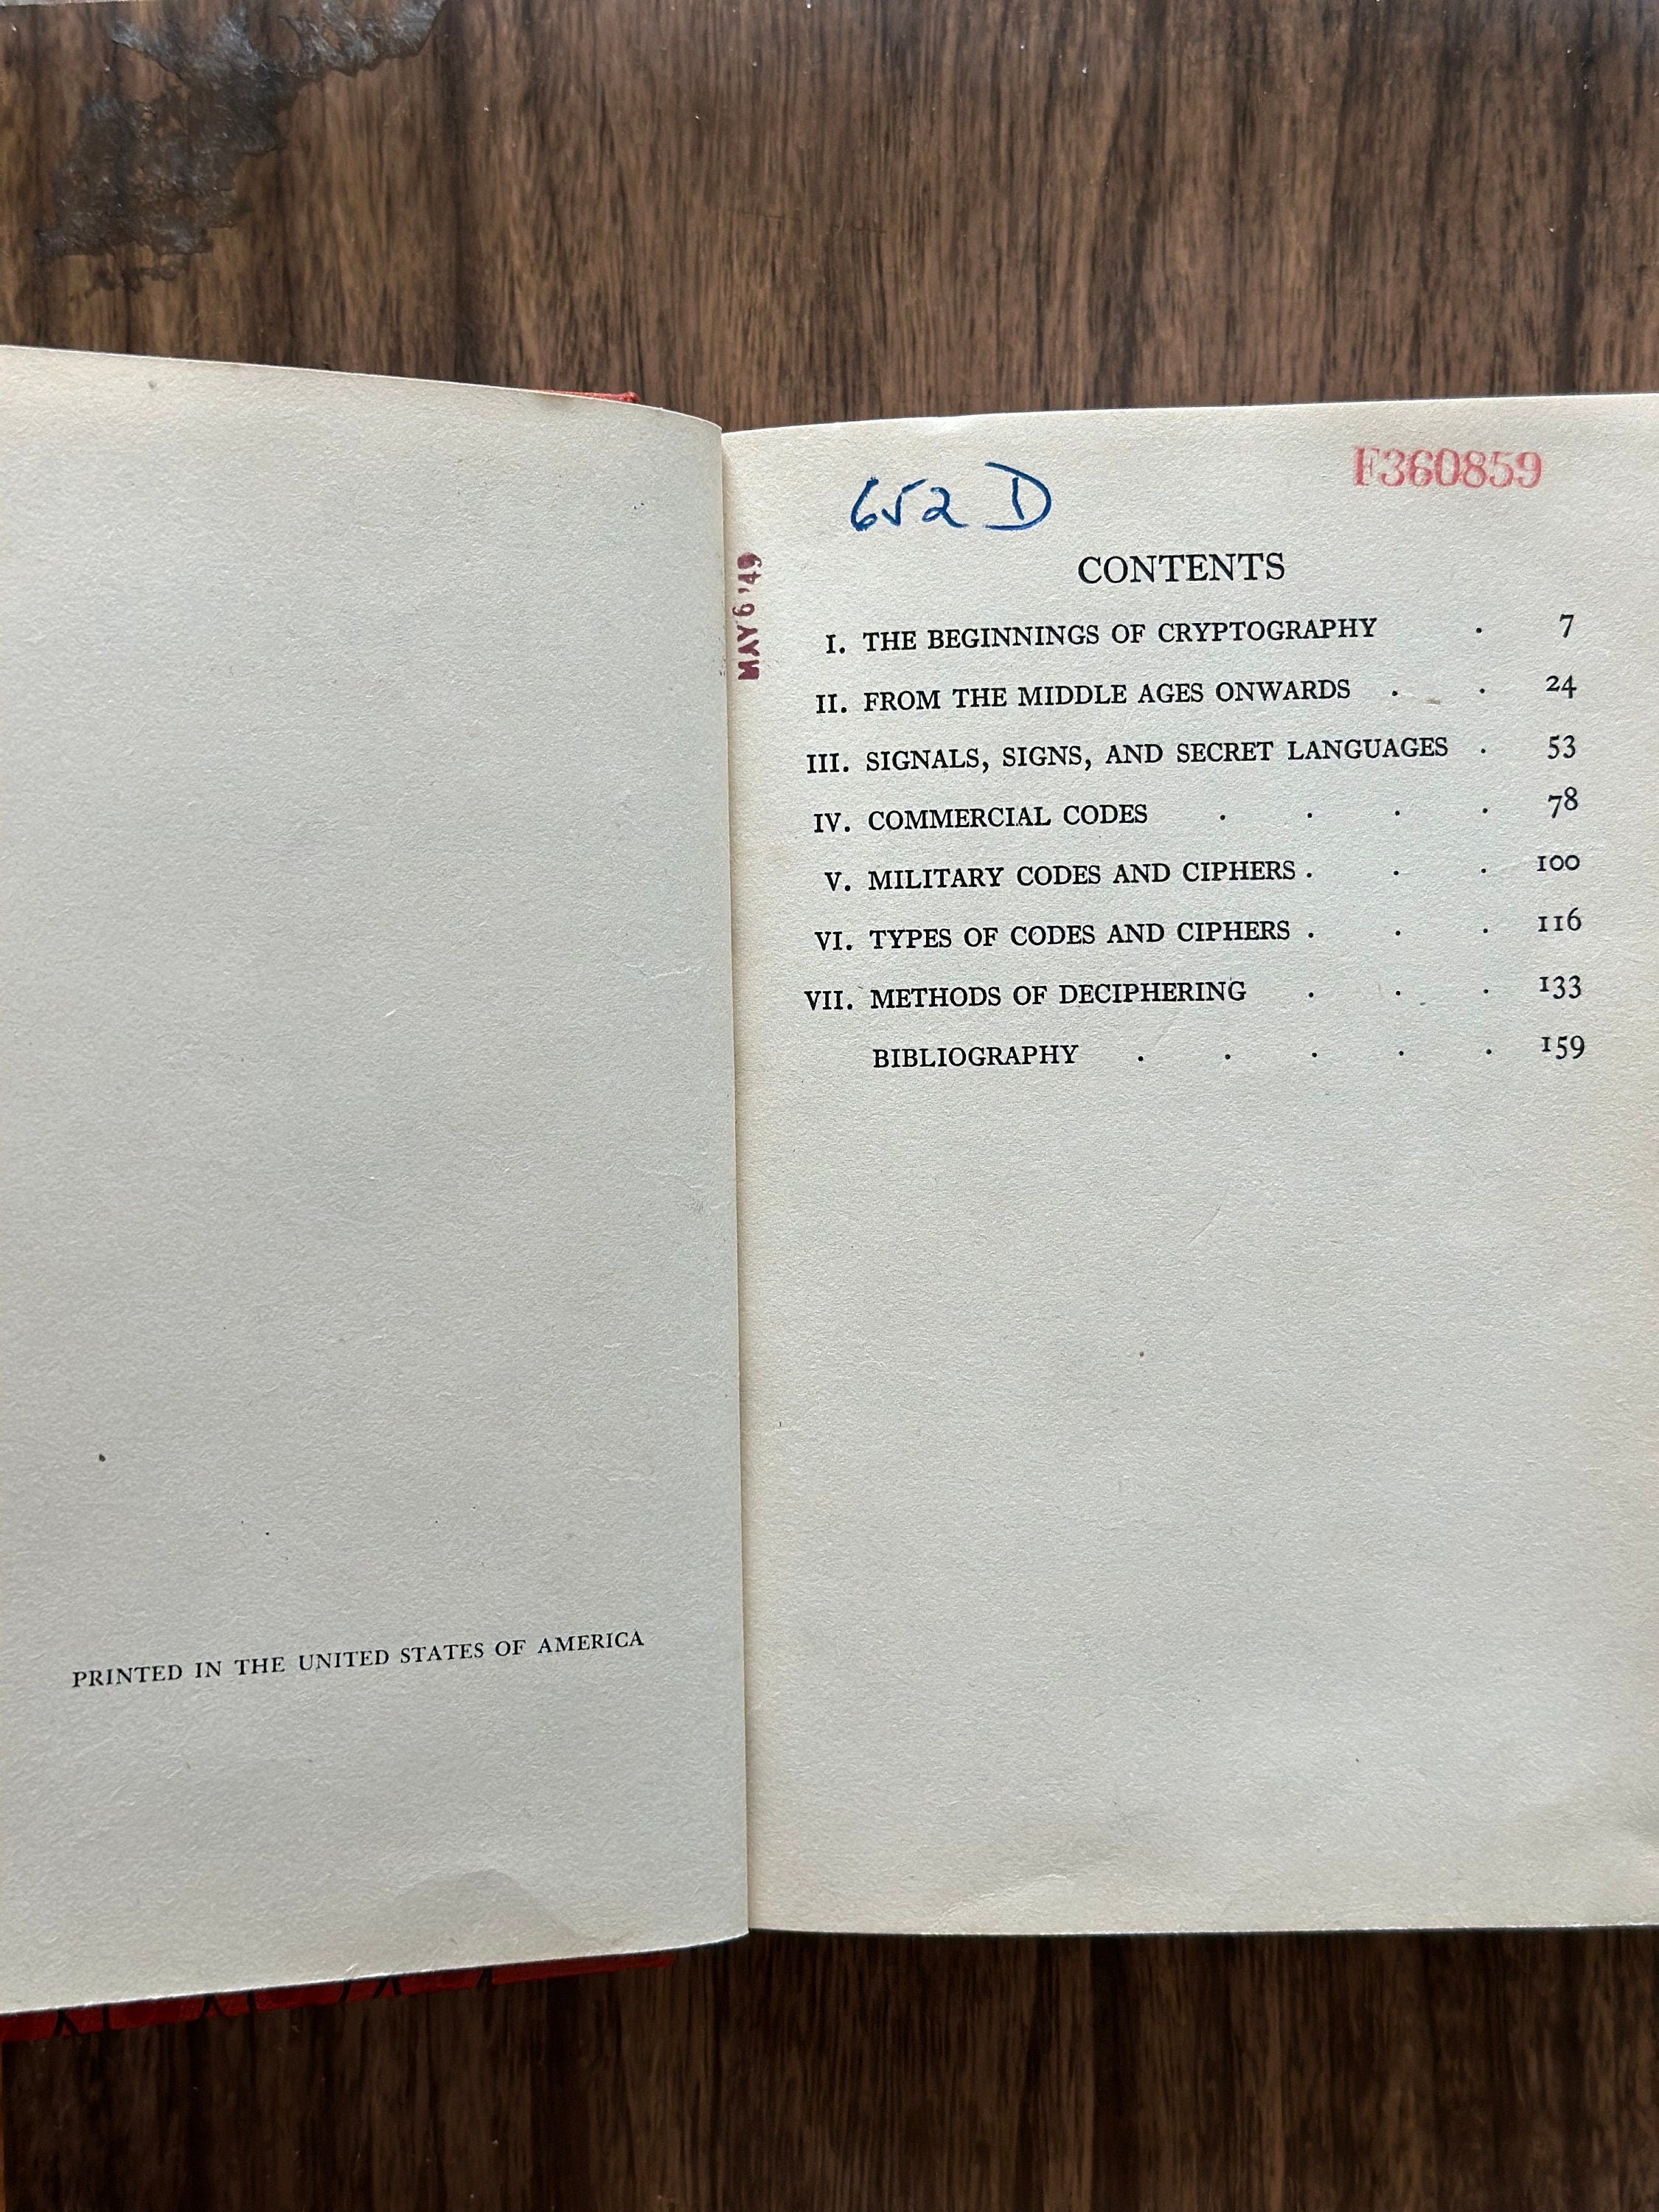 PRINTED IN THE UNITED STATES OF AMERICA
652 D
F360859
MAY 6 '49
CONTENTS
I. THE BEGINNINGS OF CRYPTOGRAPHY . 7
II. FROM THE MIDDLE AGES ONWARDS . . 24
III. SIGNALS, SIGNS, AND SECRET LANGUAGES . 53
IV. COMMERCIAL CODES . . . . 78
V. MILITARY CODES AND CIPHERS . . . 100
VI. TYPES OF CODES AND CIPHERS . . . 116
VII. METHODS OF DECIPHERING . . . 133
BIBLIOGRAPHY . . . . . 159